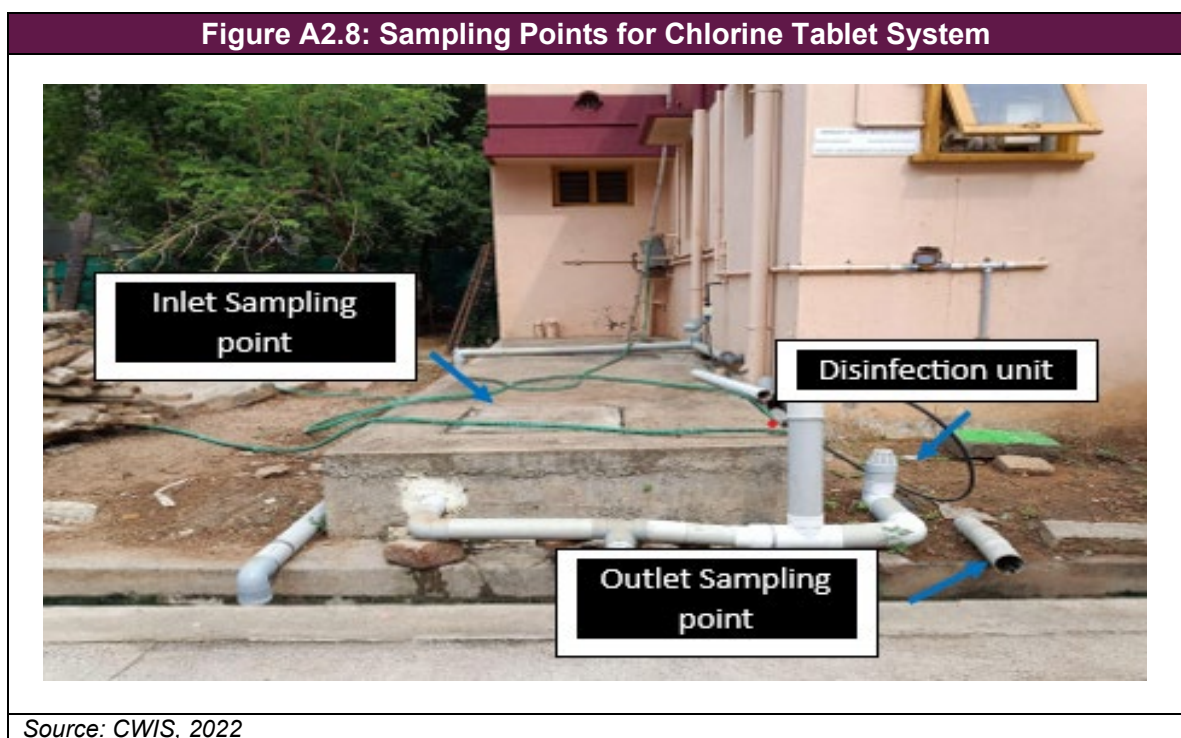 Figure A2.8: Sampling Points for Chlorine Tablet System
Inlet Sampling
point
Disinfection unit
Outlet Sampling
point
Source: CWIS, 2022